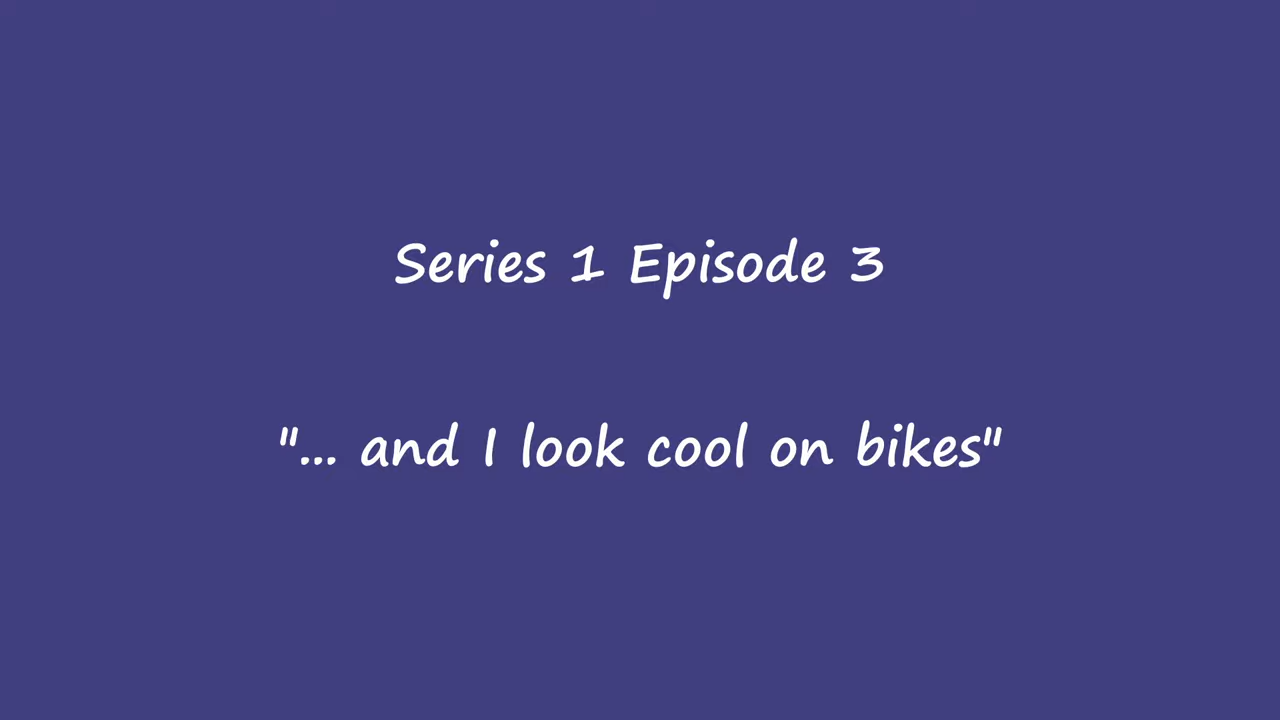 Series 1 Episode 3
"... and I look cool on bikes"